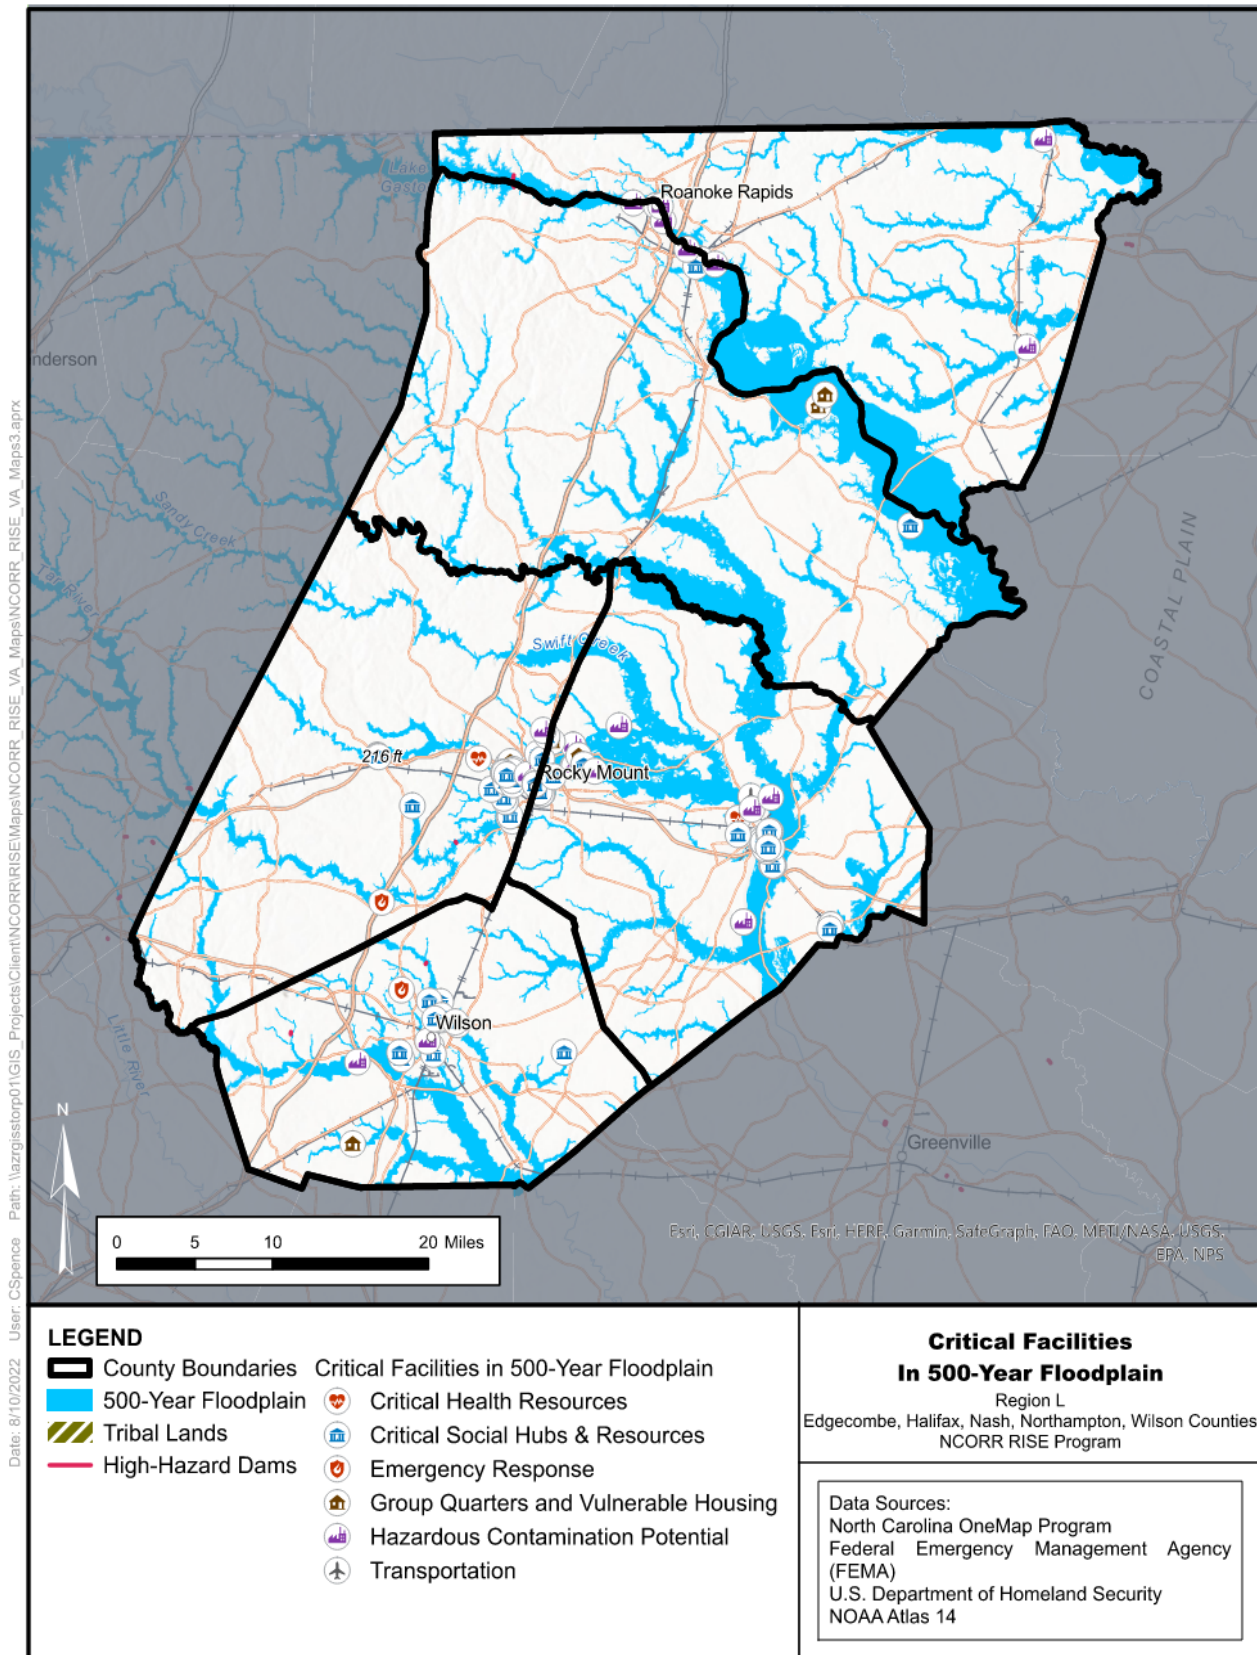 Lake
Gasto
Roanoke Rapids
nderson
Sandy Creek
Tar River
COASTAL PLAIN
Swift Creek
216 ft
Rocky Mount
Wilson
Little River
Greenville
N
0 5 10 20 Miles
Esri, CGIAR, USGS, Esri, HERE, Garmin, SafeGraph, FAO, METI/NASA, USGS,
EPA, NPS
Date: 8/10/2022 User: CSpence Path: \\azrgisstorp01\GIS_Projects\Client\NCORR\RISE\Maps\NCORR_RISE_VA_Maps\NCORR_RISE_VA_Maps3.aprx
LEGEND
County Boundaries
500-Year Floodplain
Tribal Lands
High-Hazard Dams
Critical Facilities in 500-Year Floodplain
Critical Health Resources
Critical Social Hubs & Resources
Emergency Response
Group Quarters and Vulnerable Housing
Hazardous Contamination Potential
Transportation
Critical Facilities
In 500-Year Floodplain
Region L
Edgecombe, Halifax, Nash, Northampton, Wilson Counties
NCORR RISE Program
Data Sources:
North Carolina OneMap Program
Federal Emergency Management Agency
(FEMA)
U.S. Department of Homeland Security
NOAA Atlas 14